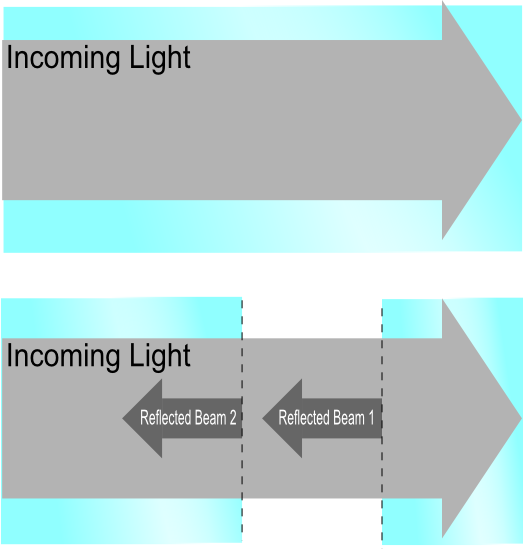 Incoming Light
Incoming Light
Reflected Beam 2
Reflected Beam 1